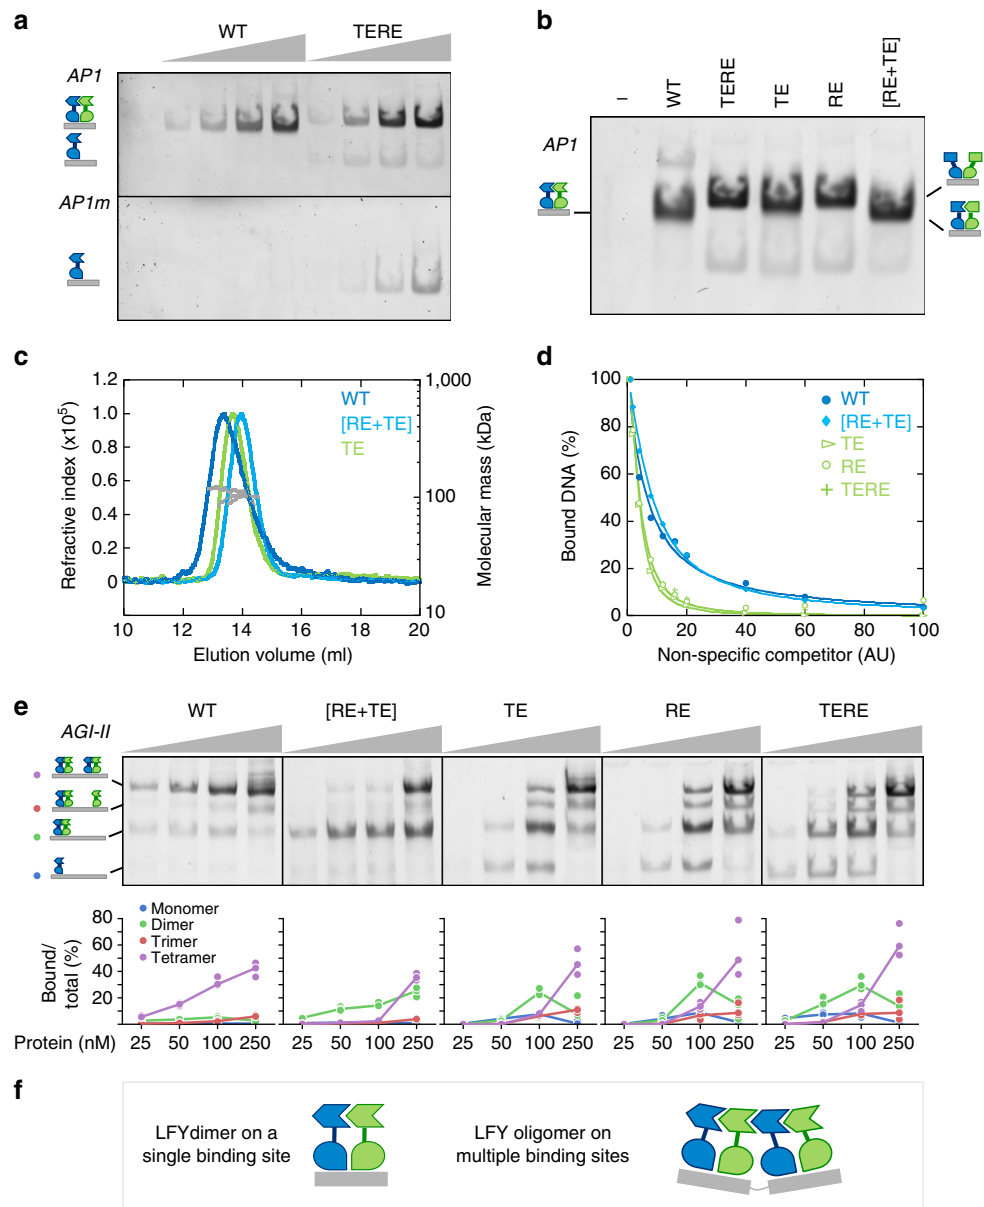 a
WT
TERE
AP1
AP1m
b
–
WT
TERE
TE
RE
[RE+TE]
AP1
c
1.2
1.0
0.8
0.6
0.4
0.2
0
Refractive index (x10⁵)
1,000
100
10
Molecular mass (kDa)
WT
[RE+TE]
TE
10 12 14 16 18 20
Elution volume (ml)
d
100
80
60
40
20
0
Bound DNA (%)
WT
[RE+TE]
TE
RE
TERE
0 20 40 60 80 100
Non-specific competitor (AU)
e
WT
[RE+TE]
TE
RE
TERE
AGI-II
80
60
40
20
Bound/
total (%)
Monomer
Dimer
Trimer
Tetramer
Protein (nM) 25 50 100 250 25 50 100 250 25 50 100 250 25 50 100 250 25 50 100 250
f
LFYdimer on a
single binding site
LFY oligomer on
multiple binding sites